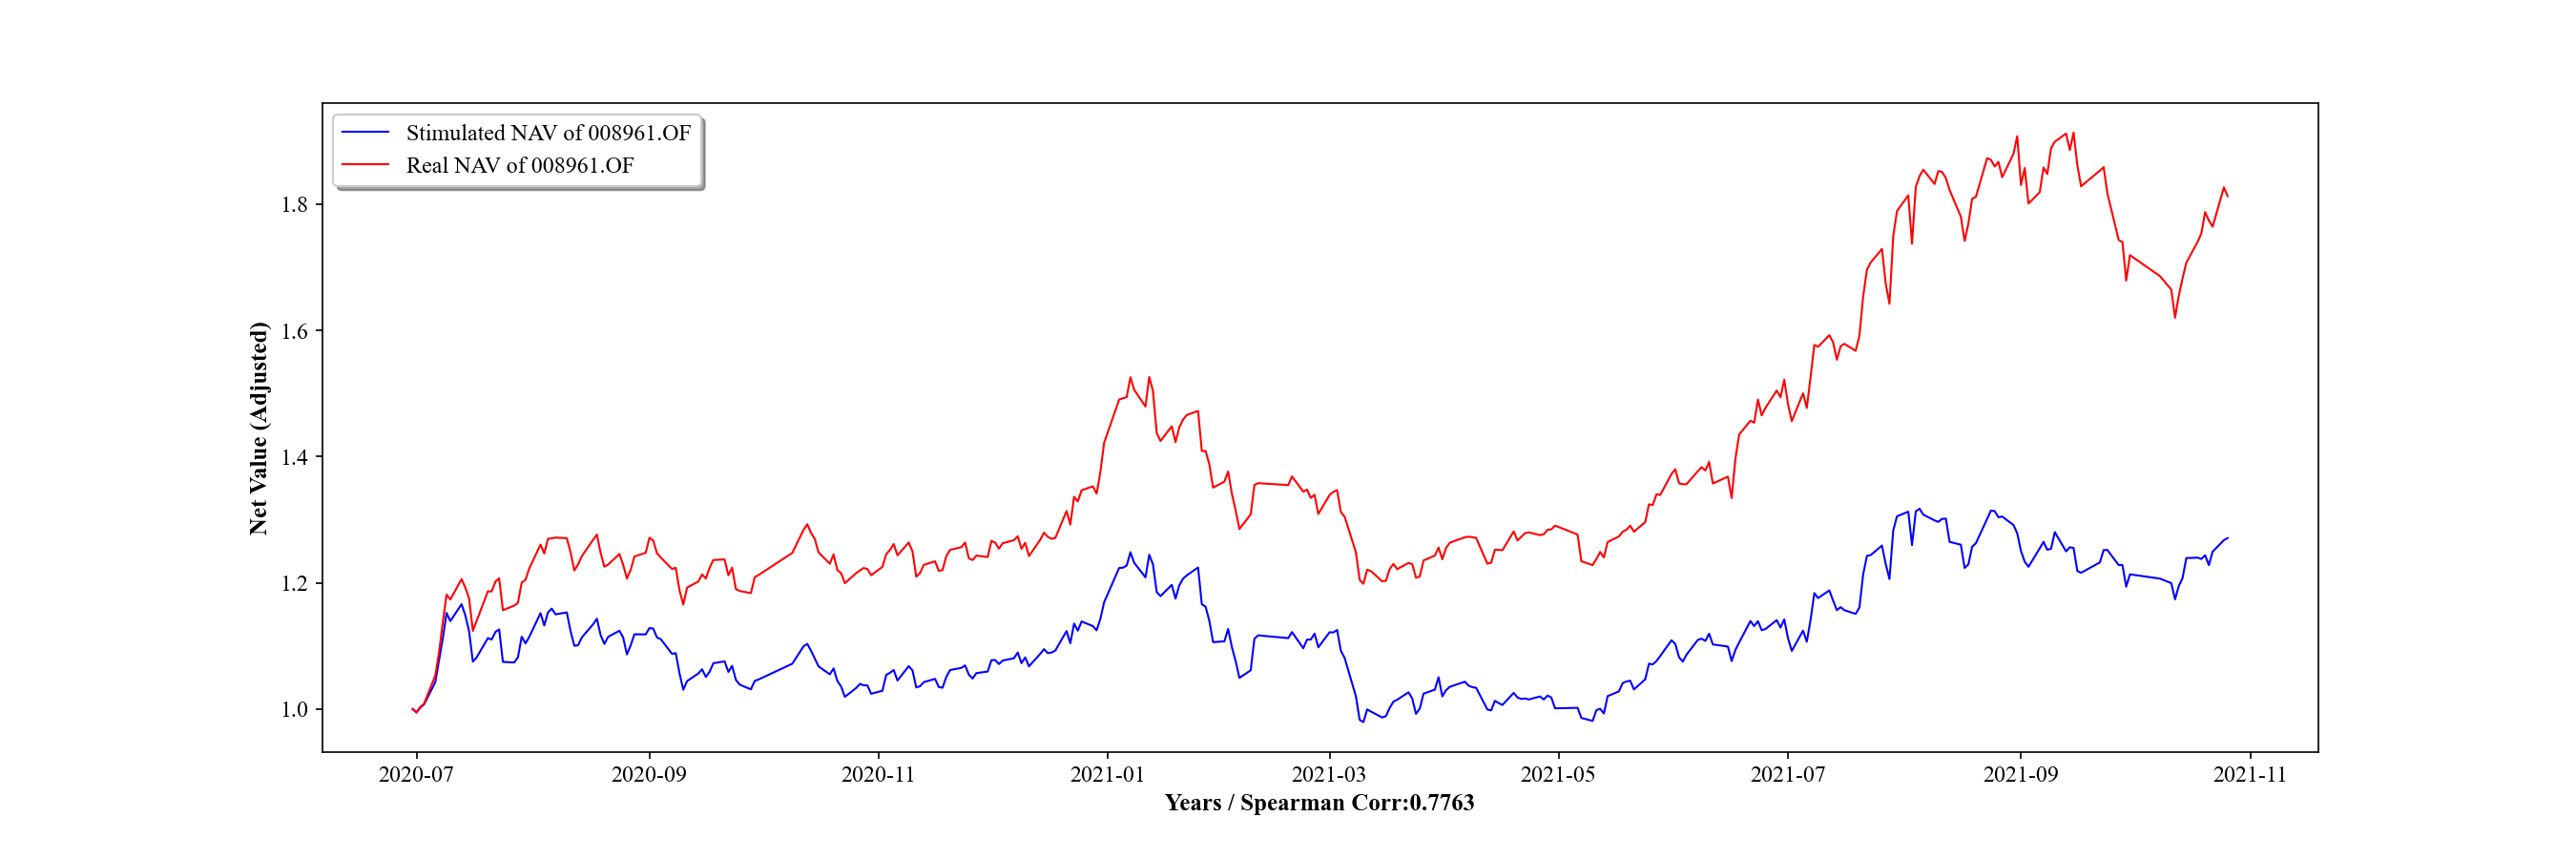 Stimulated NAV of 008961.OF
Real NAV of 008961.OF
Net Value (Adjusted)
1.8
1.6
1.4
1.2
1.0
2020-07 2020-09 2020-11 2021-01 2021-03 2021-05 2021-07 2021-09 2021-11
Years / Spearman Corr:0.7763